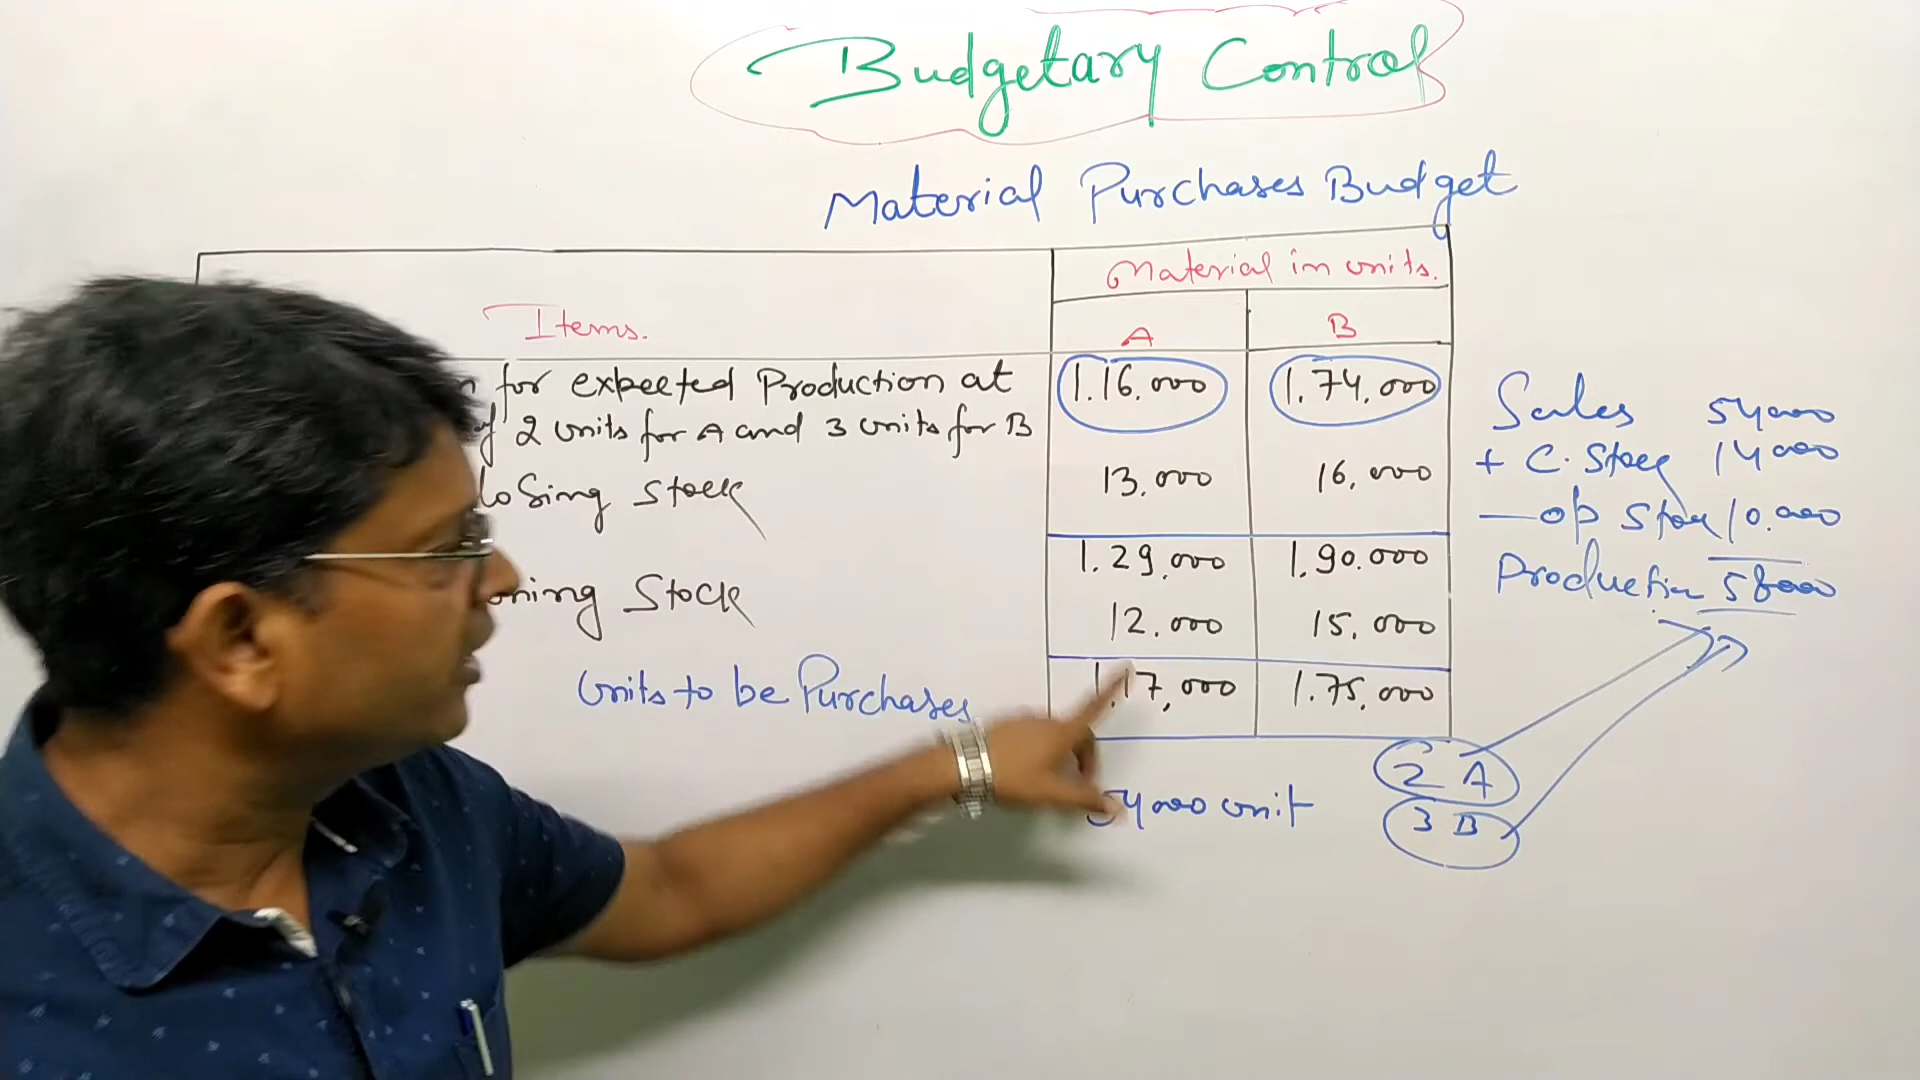 Budgetary Control
Material Purchases Budget
Items.
Material in units.
A
B
for expected Production at
2 units for A and 3 units for B
1.16.000
1.74.000
losing stock
13.000
16.000
1.29.000
1.90.000
ning Stock
12.000
15.000
Units to be Purchases
1.17,000
1.75,000
Sales 54000
+ C. Stock 14000
— op Stock 10.000
Production 58000
54000 unit
2 A
3 B